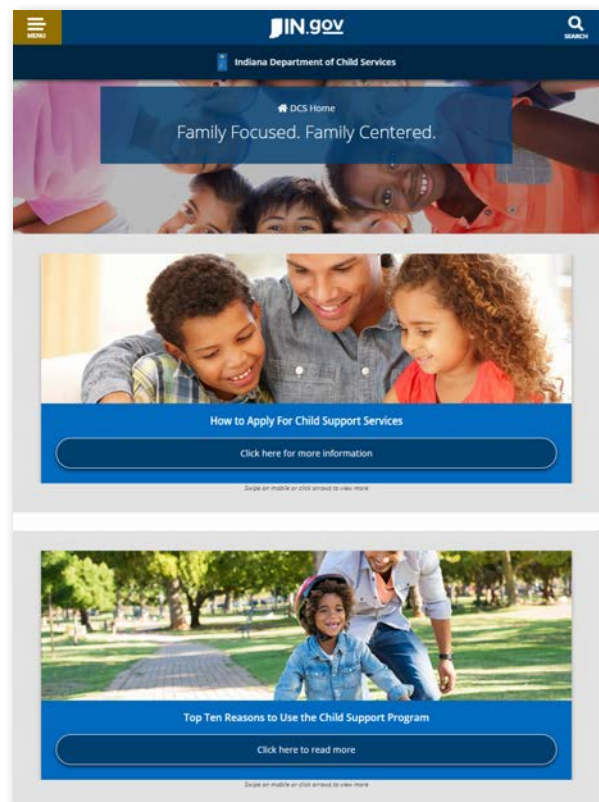 MENU
IN.gov
SEARCH
Indiana Department of Child Services
DCS Home
Family Focused. Family Centered.
How to Apply For Child Support Services
Click here for more information
Swipe on mobile or click arrows to view more
Top Ten Reasons to Use the Child Support Program
Click here to read more
Swipe on mobile or click arrows to view more